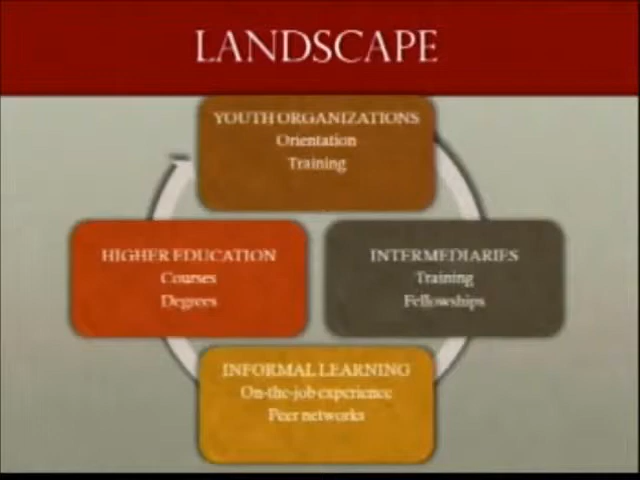 LANDSCAPE
YOUTH ORGANIZATIONS
Orientation
Training
HIGHER EDUCATION
Courses
Degrees
INTERMEDIARIES
Training
Fellowships
INFORMAL LEARNING
On-the-job experience
Peer networks